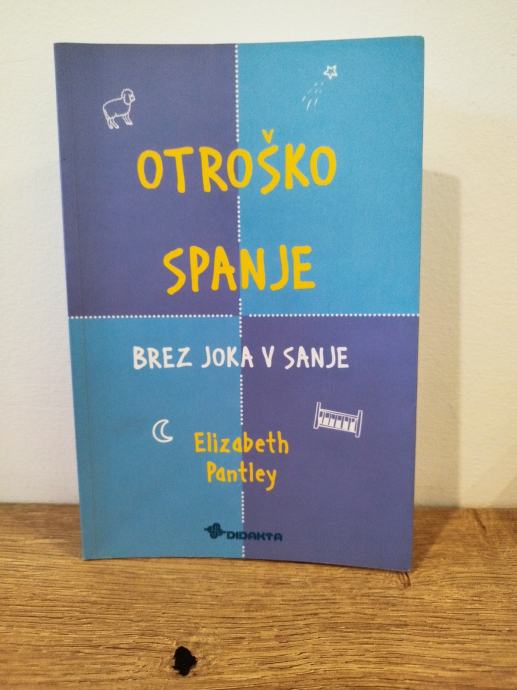 OTROŠKO
SPANJE
BREZ JOKA V SANJE
Elizabeth
Pantley
DIDAKTA